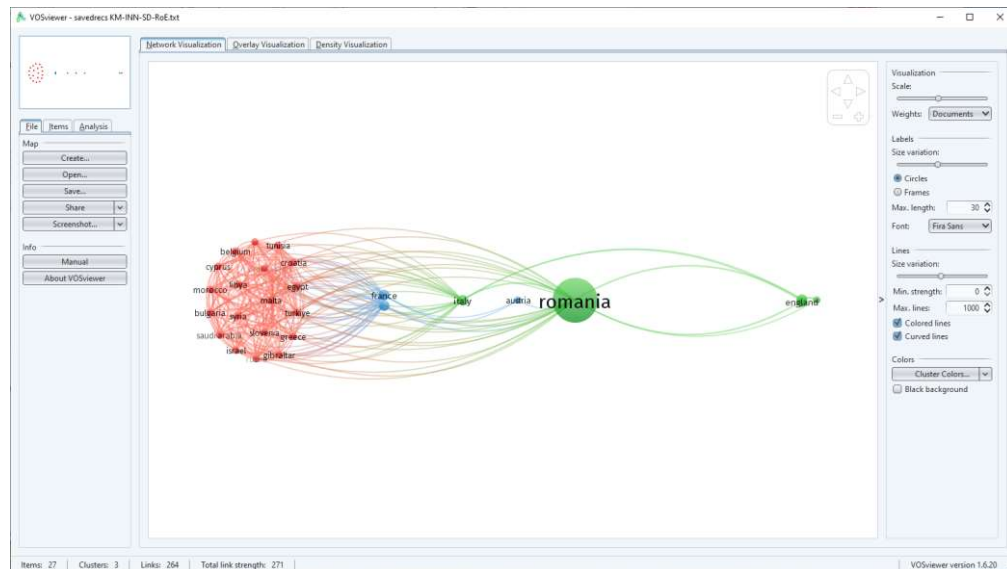 VOSviewer - savedrecs KM-INN-SD-RoE.txt
Network Visualization Overlay Visualization Density Visualization
File Items Analysis
Map
Create...
Open...
Save...
Share
Screenshot...
Info
Manual
About VOSviewer
belgium
tunisia
cyprus
croatia
morocco
libya
egypt
malta
bulgaria
syria
turkiye
saudi arabia
slovenia
greece
israel
gibraltar
france
italy
austria
romania
england
>
Visualization
Scale:
Weights: Documents
Labels
Size variation:
Circles
Frames
Max. length: 30
Font: Fira Sans
Lines
Size variation:
Min. strength: 0
Max. lines: 1000
Colored lines
Curved lines
Colors
Cluster Colors...
Black background
Items: 27 Clusters: 3 Links: 264 Total link strength: 271
VOSviewer version 1.6.20